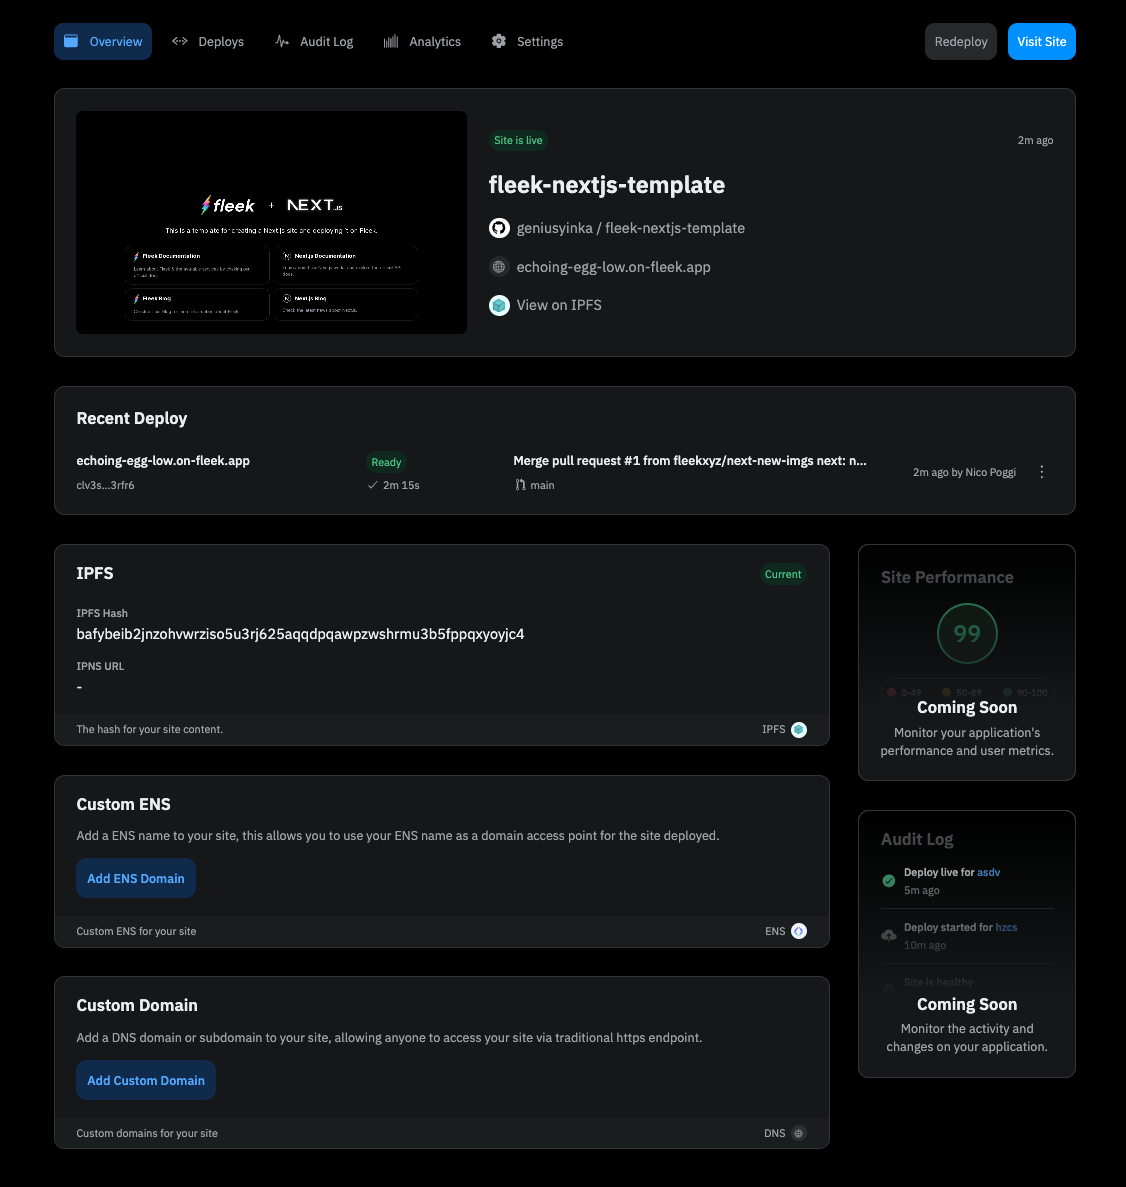 Overview
Deploys
Audit Log
Analytics
Settings
Redeploy
Visit Site
fleek + NEXT.JS
This is a template for creating a Next.js site and deploying it on Fleek.
Fleek Documentation
Next.js Documentation
Fleek Blog
Next.js Blog
Check the latest news about Next.js.
Site is live
2m ago
fleek-nextjs-template
geniusyinka / fleek-nextjs-template
echoing-egg-low.on-fleek.app
View on IPFS
Recent Deploy
echoing-egg-low.on-fleek.app
clv3s...3rfr6
Ready
2m 15s
Merge pull request #1 from fleekxyz/next-new-imgs next: n...
main
2m ago by Nico Poggi
IPFS
Current
IPFS Hash
bafybeib2jnzohvwrziso5u3rj625aqqdpqawpzwshrmu3b5fppqxyoyjc4
IPNS URL
-
The hash for your site content.
IPFS
Site Performance
99
0-49
50-89
90-100
Coming Soon
Monitor your application's
performance and user metrics.
Custom ENS
Add a ENS name to your site, this allows you to use your ENS name as a domain access point for the site deployed.
Add ENS Domain
Custom ENS for your site
ENS
Audit Log
Deploy live for asdv
5m ago
Deploy started for hzcs
10m ago
Site is healthy
Coming Soon
Monitor the activity and
changes on your application.
Custom Domain
Add a DNS domain or subdomain to your site, allowing anyone to access your site via traditional https endpoint.
Add Custom Domain
Custom domains for your site
DNS